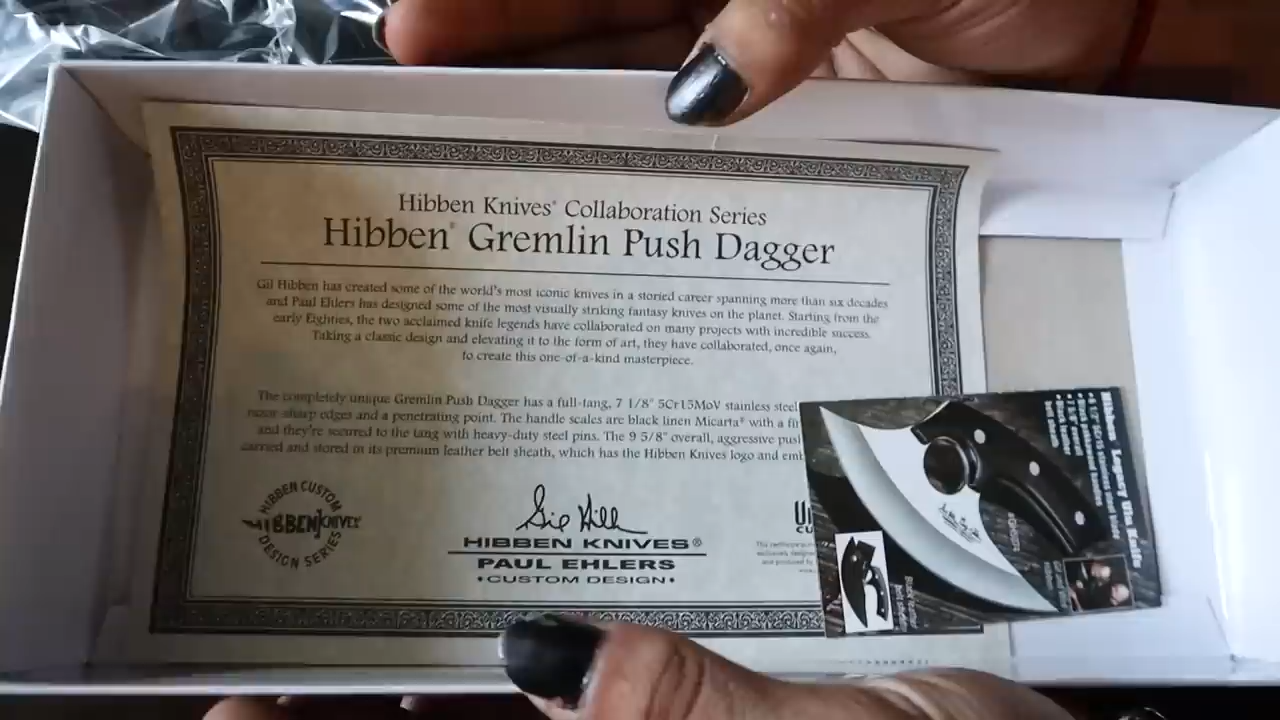 Hibben Knives® Collaboration Series
Hibben® Gremlin Push Dagger
Gil Hibben has created some of the world's most iconic knives in a storied career spanning more than six decades
and Paul Ehlers has designed some of the most visually striking fantasy knives on the planet. Starting from the
early Eighties, the two acclaimed knife legends have collaborated on many projects with incredible success.
Taking a classic design and elevating it to the form of art, they have collaborated, once again,
to create this one-of-a-kind masterpiece.
The completely unique Gremlin Push Dagger has a full-tang, 7 1/8" 5Cr15MoV stainless steel
razor-sharp edges and a penetrating point. The handle scales are black linen Micarta® with a
and they're secured to the tang with heavy-duty steel pins. The 9 5/8" overall, aggressive
carried and stored in its premium leather belt sheath, which has the Hibben Knives logo and
HIBBEN CUSTOM
HIBBEN KNIVES
DESIGN SERIES
Gil Hibben
HIBBEN KNIVES®
PAUL EHLERS
•CUSTOM DESIGN•
Hibben Legacy Ulu Knife